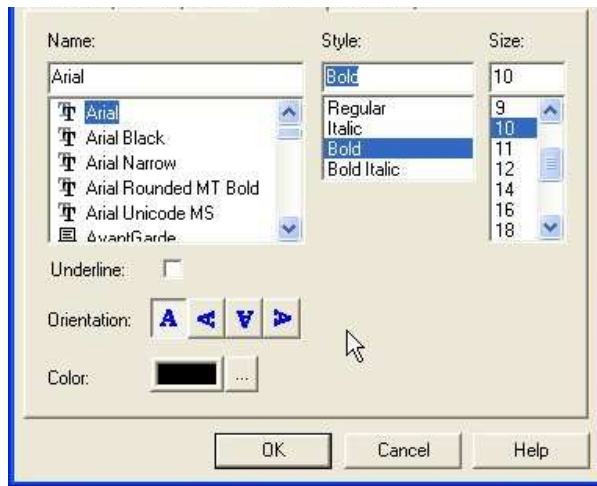 Name: Style: Size:
Arial Bold 10
Arial Regular 9
Arial Black Italic 10
Arial Narrow Bold 11
Arial Rounded MT Bold Bold Italic 12
Arial Unicode MS 14
AvantGarde 16
18
Underline:
Orientation: A A A A
Color: ...
OK Cancel Help